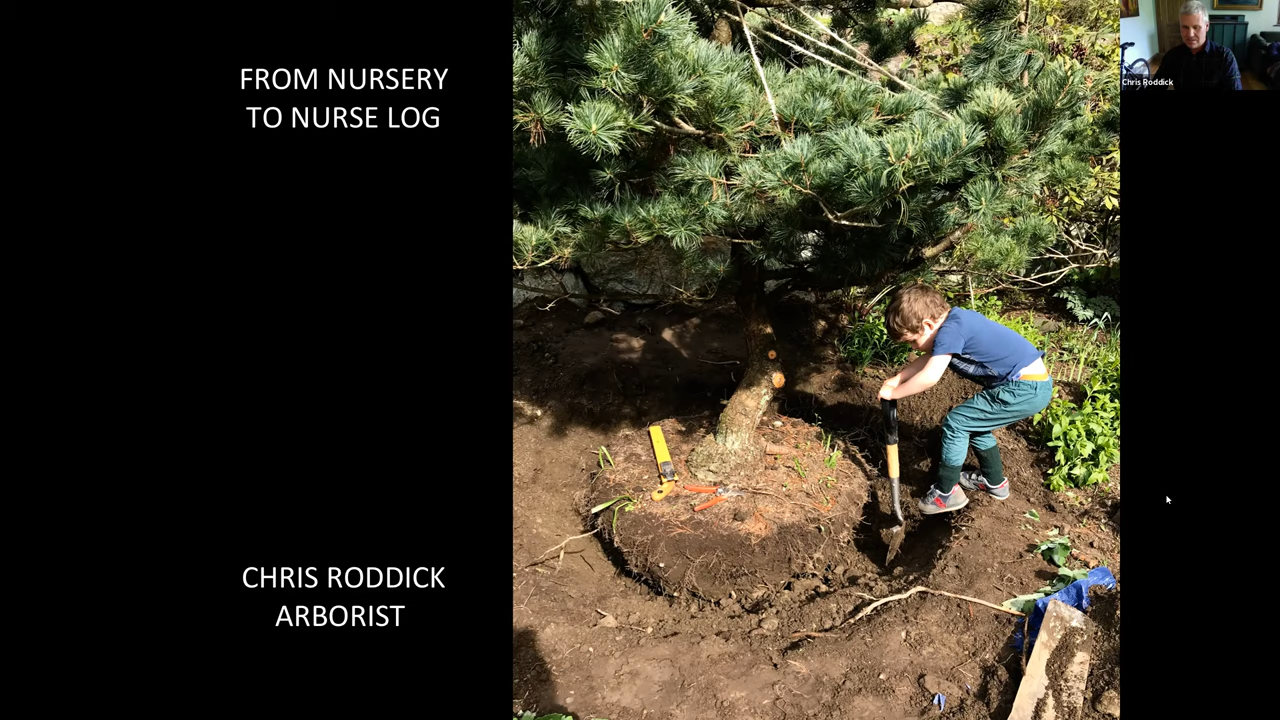 FROM NURSERY
TO NURSE LOG
Chris Roddick
CHRIS RODDICK
ARBORIST